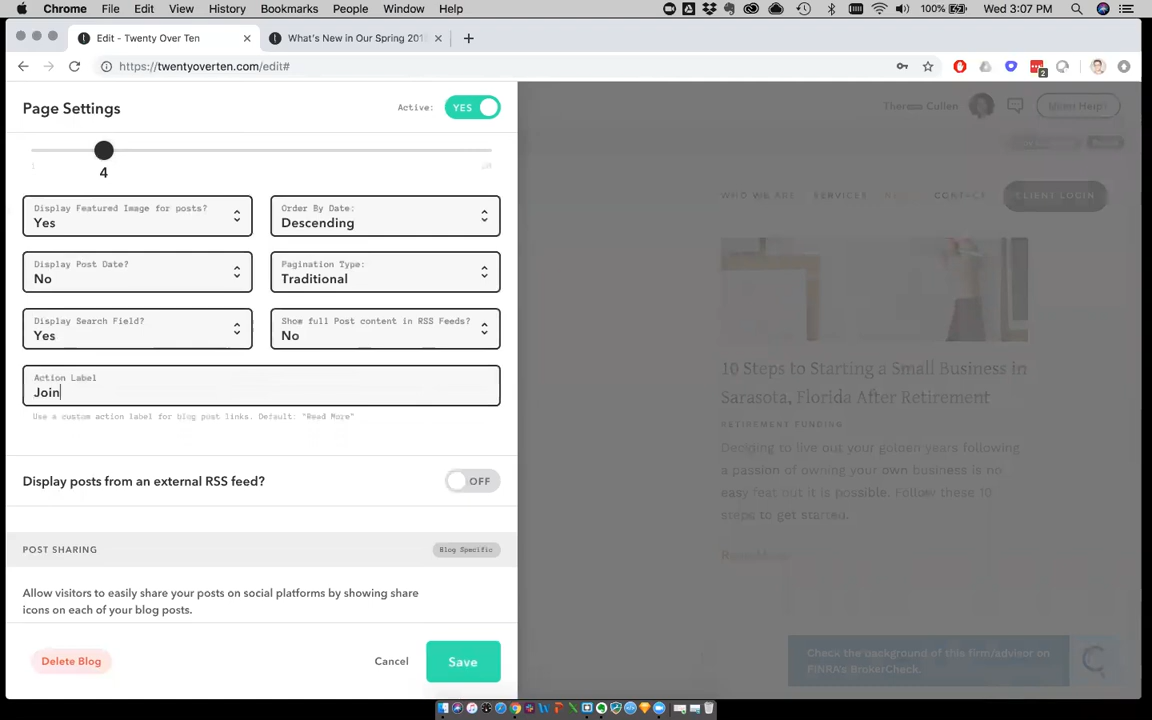 Chrome File Edit View History Bookmarks People Window Help 100% Wed 3:07 PM
Edit - Twenty Over Ten
What's New in Our Spring 201
https://twentyoverten.com/edit#
2
Page Settings
Active:
YES
Theresa Cullen
Need Help?
1
4
WHO WE ARE SERVICES CONTACT CLIENT LOGIN
Display Featured Image for posts?
Yes
Order By Date:
Descending
Display Post Date?
No
Pagination Type:
Traditional
Display Search Field?
Yes
Show full Post content in RSS Feeds?
No
Action Label
Join
Use a custom action label for blog post links. Default: "Read More"
10 Steps to Starting a Small Business in
Sarasota, Florida After Retirement
RETIREMENT FUNDING
Deciding to live out your golden years following
a passion of owning your own business is no
easy feat but it is possible. Follow these 10
steps to get started.
Read More
Display posts from an external RSS feed?
OFF
POST SHARING
Blog Specific
Allow visitors to easily share your posts on social platforms by showing share
icons on each of your blog posts.
Delete Blog
Cancel
Save
Check the background of this firm/advisor on
FINRA's BrokerCheck.